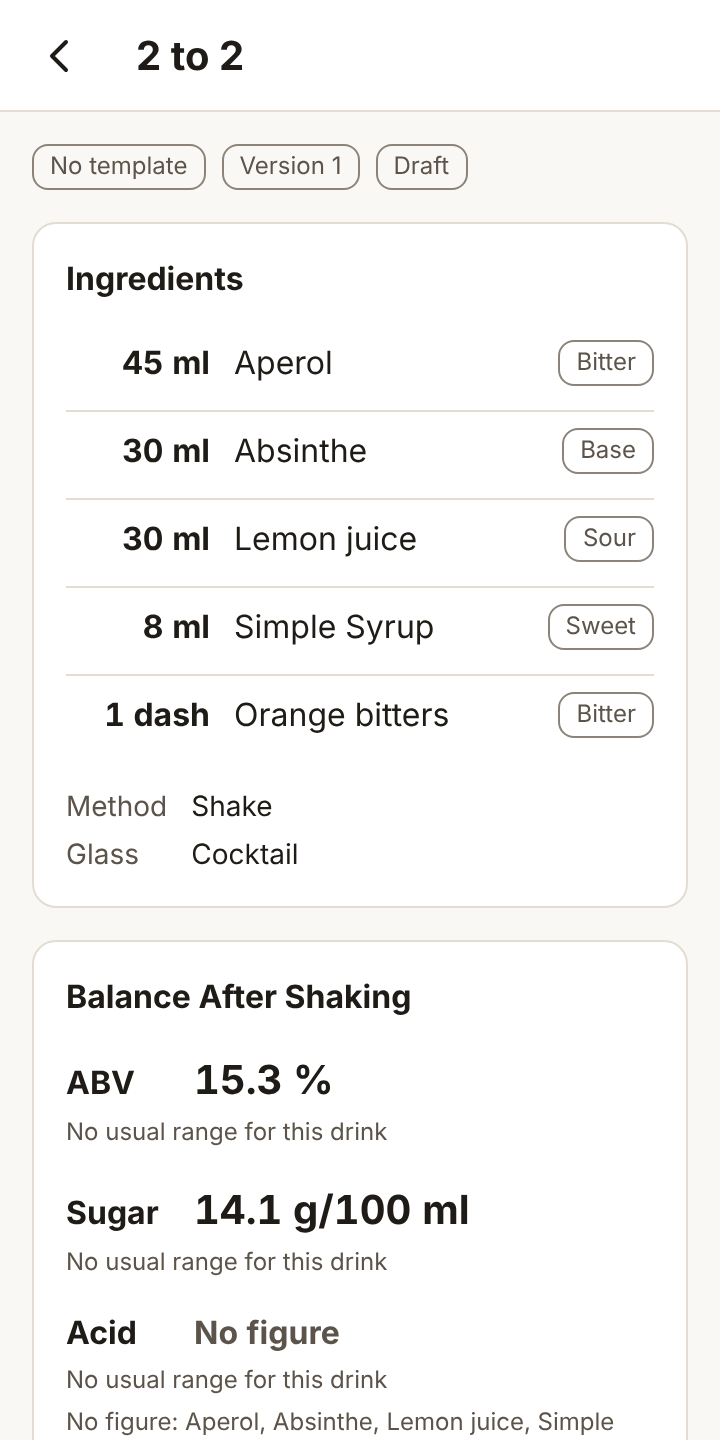 2 to 2
No template Version 1 Draft
Ingredients
45 ml Aperol Bitter
30 ml Absinthe Base
30 ml Lemon juice Sour
8 ml Simple Syrup Sweet
1 dash Orange bitters Bitter
Method Shake
Glass Cocktail
Balance After Shaking
ABV 15.3 %
No usual range for this drink
Sugar 14.1 g/100 ml
No usual range for this drink
Acid No figure
No usual range for this drink
No figure: Aperol, Absinthe, Lemon juice, Simple